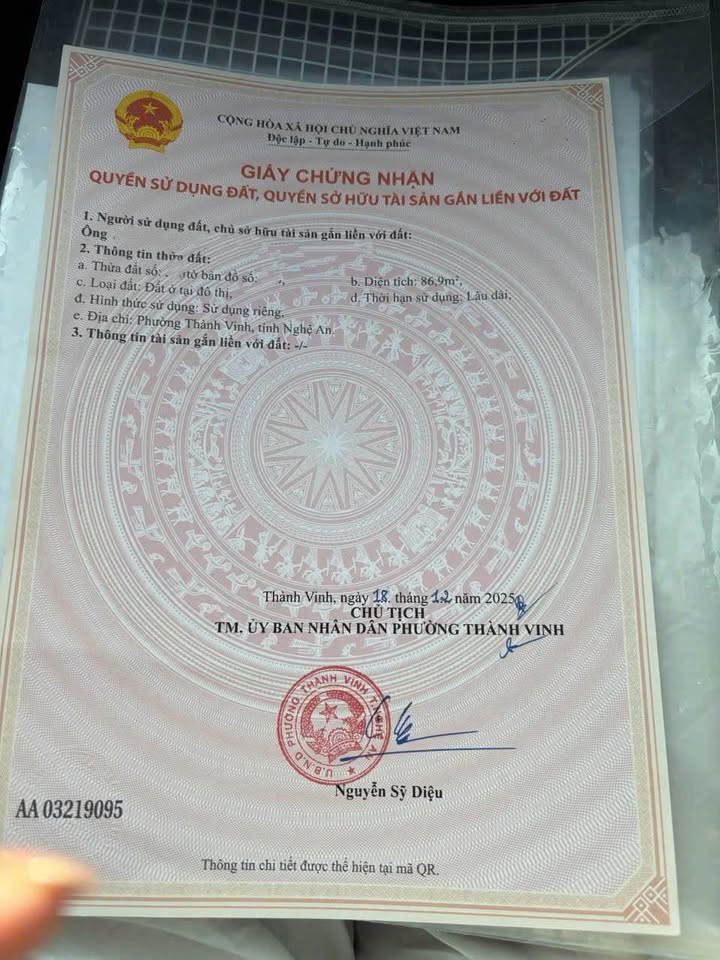 CỘNG HÒA XÃ HỘI CHỦ NGHĨA VIỆT NAM
Độc lập - Tự do - Hạnh phúc
GIẤY CHỨNG NHẬN
QUYỀN SỬ DỤNG ĐẤT, QUYỀN SỞ HỮU TÀI SẢN GẮN LIỀN VỚI ĐẤT
1. Người sử dụng đất, chủ sở hữu tài sản gắn liền với đất:
Ông
2. Thông tin thửa đất:
a. Thửa đất số: tờ bản đồ số: , b. Diện tích: 86,9m²,
c. Loại đất: Đất ở tại đô thị, d. Thời hạn sử dụng: Lâu dài;
đ. Hình thức sử dụng: Sử dụng riêng,
e. Địa chỉ: Phường Thành Vinh, tỉnh Nghệ An.
3. Thông tin tài sản gắn liền với đất: -/-
Thành Vinh, ngày 18. tháng 12 năm 2025
CHỦ TỊCH
TM. ỦY BAN NHÂN DÂN PHƯỜNG THÀNH VINH
U.B.N.D PHƯỜNG THÀNH VINH T.NGHỆ AN
Nguyễn Sỹ Diệu
AA 03219095
Thông tin chi tiết được thể hiện tại mã QR.